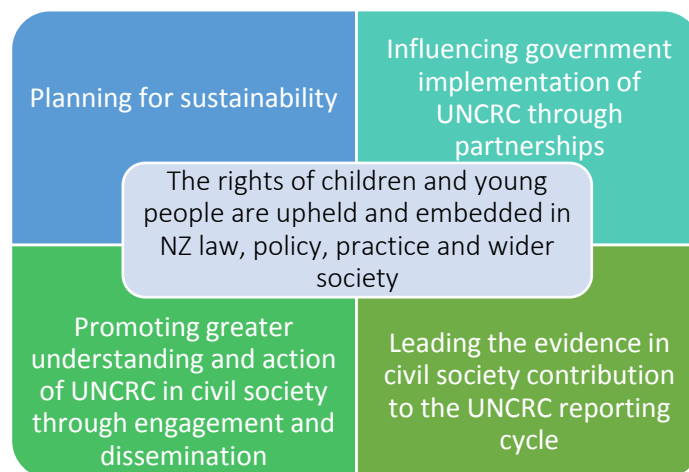 Planning for sustainability
Influencing government
implementation of
UNCRC through
partnerships
The rights of children and young
people are upheld and embedded in
NZ law, policy, practice and wider
society
Promoting greater
understanding and action
of UNCRC in civil society
through engagement and
dissemination
Leading the evidence in
civil society contribution
to the UNCRC reporting
cycle